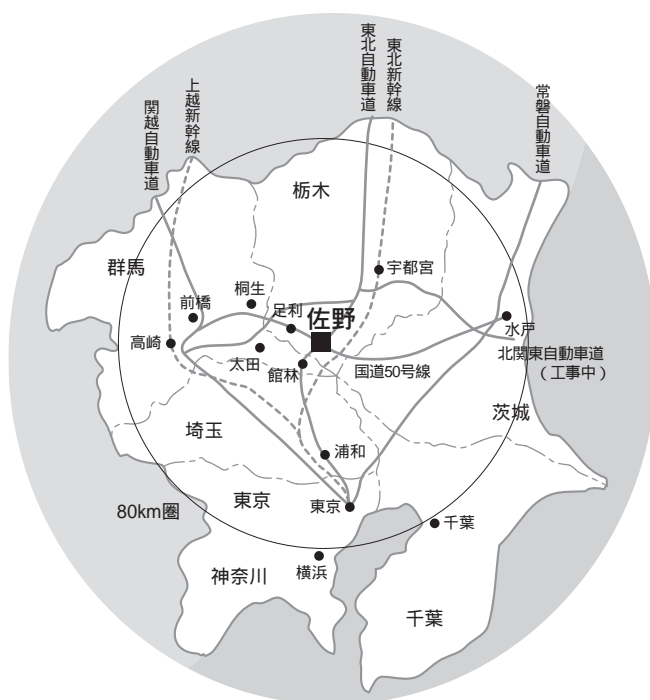 東北自動車道
東北新幹線
上越新幹線
関越自動車道
常磐自動車道
栃木
群馬
宇都宮
桐生
前橋
足利
佐野
水戸
高崎
太田
館林
国道50号線
北関東自動車道
（工事中）
茨城
埼玉
浦和
東京
東京
80km圏
千葉
神奈川
横浜
千葉